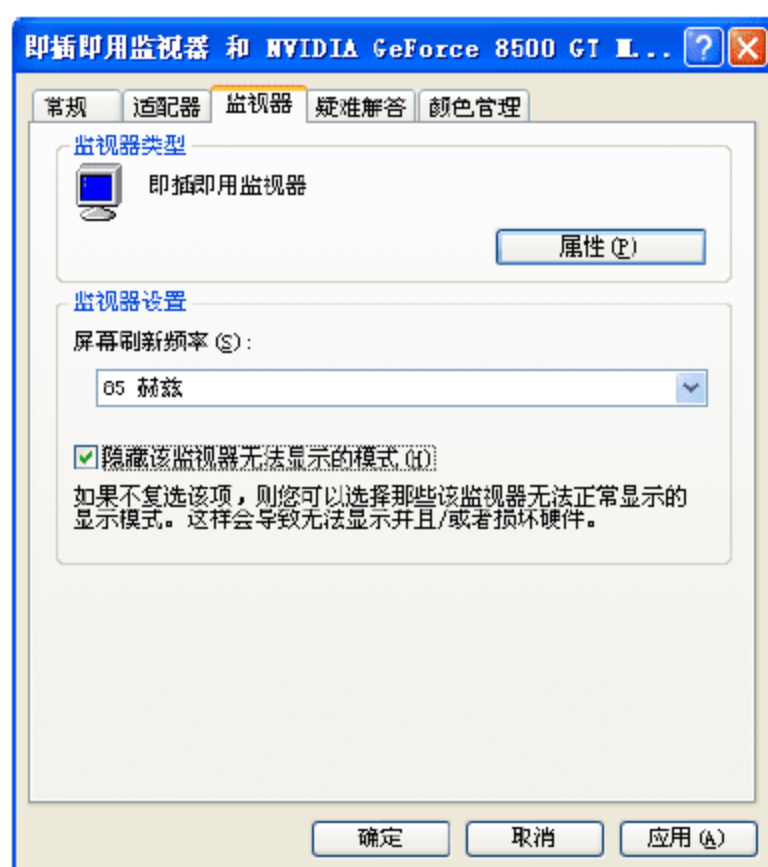 即插即用监视器 和 NVIDIA GeForce 8500 GT M...
常规 适配器 监视器 疑难解答 颜色管理
监视器类型
即插即用监视器
属性(P)
监视器设置
屏幕刷新频率(S):
85 赫兹
隐藏该监视器无法显示的模式(H)
如果不复选该项，则您可以选择那些该监视器无法正常显示的
显示模式。这样会导致无法显示并且/或者损坏硬件。
确定 取消 应用(A)